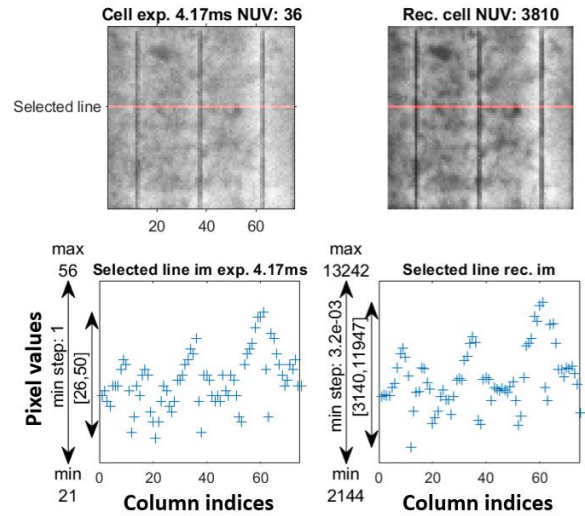 Cell exp. 4.17ms NUV: 36
Rec. cell NUV: 3810
Selected line
20 40 60
max
56
Selected line im exp. 4.17ms
max
13242
Selected line rec. im
Pixel values
min step: 1
[26,50]
min step: 3.2e-03
[3140,11947]
min
21
0 20 40 60
Column indices
min
2144
0 20 40 60
Column indices